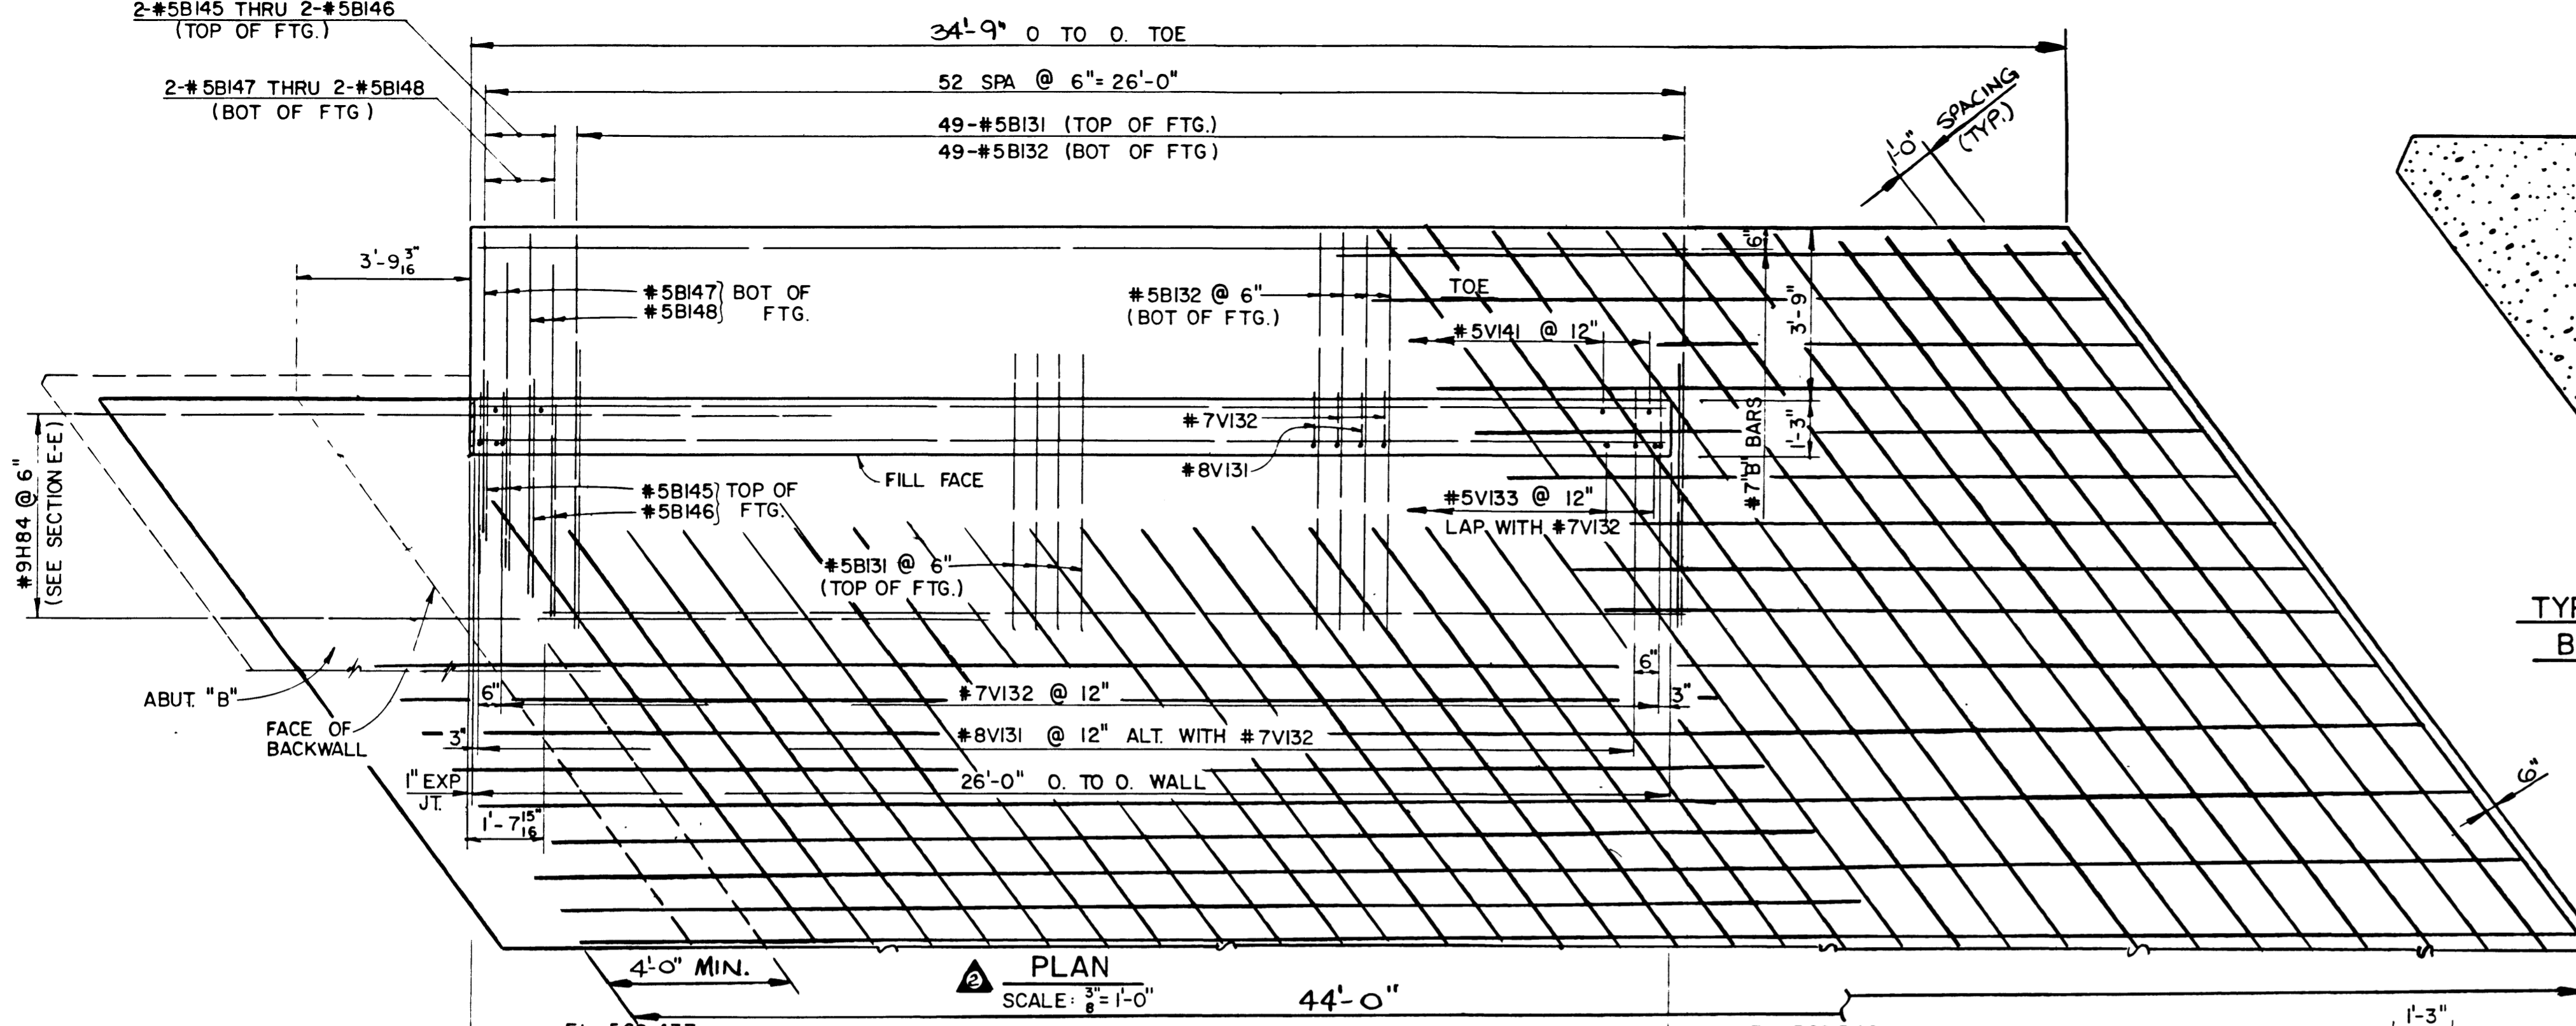 2-#5B145 THRU 2-#5B146
(TOP OF FTG.)
34'-9" O TO O. TOE
2-#5B147 THRU 2-#5B148
(BOT OF FTG)
52 SPA @ 6"= 26'-0"
49-#5B131 (TOP OF FTG.)
49-#5B132 (BOT OF FTG)
1'-0" SPACING
(TYP.)
3'-9 3/16"
#5B147} BOT OF
#5B148} FTG.
#5B132 @ 6"
(BOT OF FTG.)
TOE
6"
3'-9"
#5V141 @ 12"
#7V132
1'-3"
#7"B" BARS
#8V131
FILL FACE
#9H84 @ 6"
(SEE SECTION E-E)
#5B145} TOP OF
#5B146} FTG.
#5V133 @ 12"
LAP WITH #7V132
#5B131 @ 6"
(TOP OF FTG.)
TYP
B
ABUT. "B"
FACE OF
BACKWALL
6"
#7V132 @ 12"
6"
3"
3"
#8V131 @ 12" ALT. WITH #7V132
1" EXP
JT.
26'-0" O. TO O. WALL
6"
1'-7 15/16"
4'-0" MIN.
2
PLAN
SCALE: 3/8"= 1'-0"
44'-0"
1'-3"